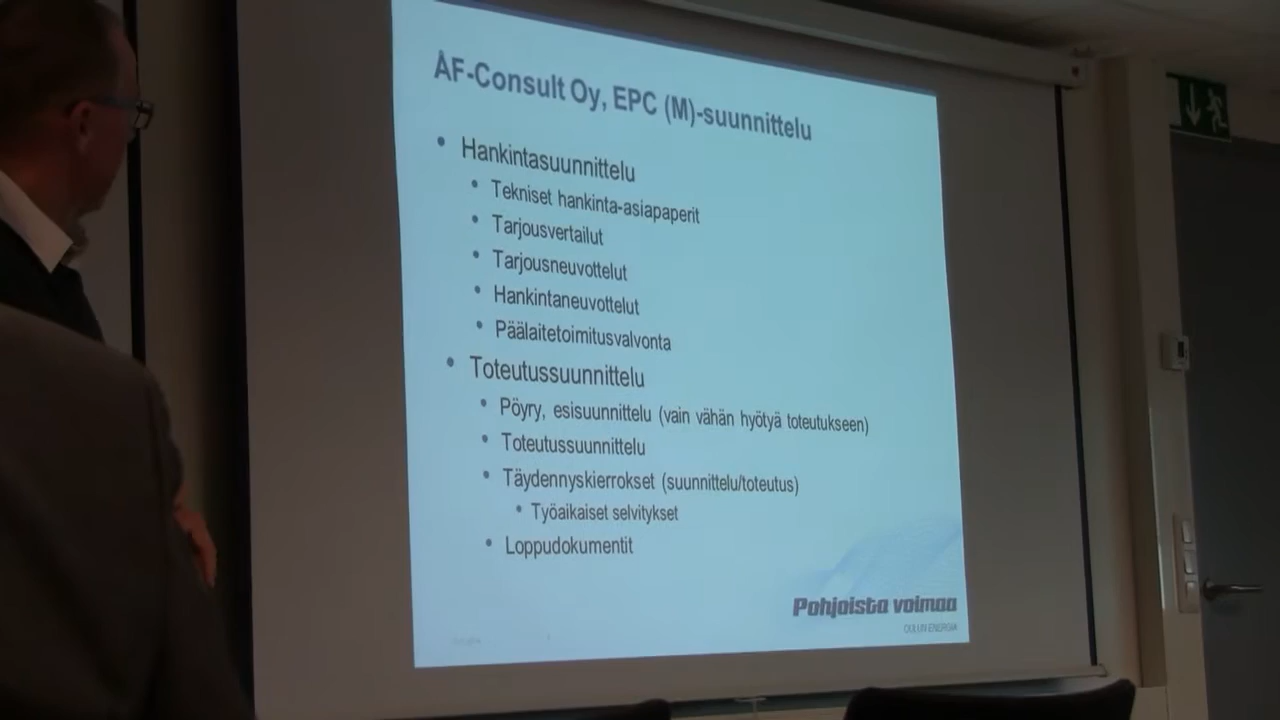 ÅF-Consult Oy, EPC (M)-suunnittelu
• Hankintasuunnittelu
• Tekniset hankinta-asiapaperit
• Tarjousvertailut
• Tarjousneuvottelut
• Hankintaneuvottelut
• Päälaitetoimitusvalvonta
• Toteutussuunnittelu
• Pöyry, esisuunnittelu (vain vähän hyötyä toteutukseen)
• Toteutussuunnittelu
• Täydennyskierrokset (suunnittelu/toteutus)
• Työaikaiset selvitykset
• Loppudokumentit
Pohjoista voimaa
OULUN ENERGIA